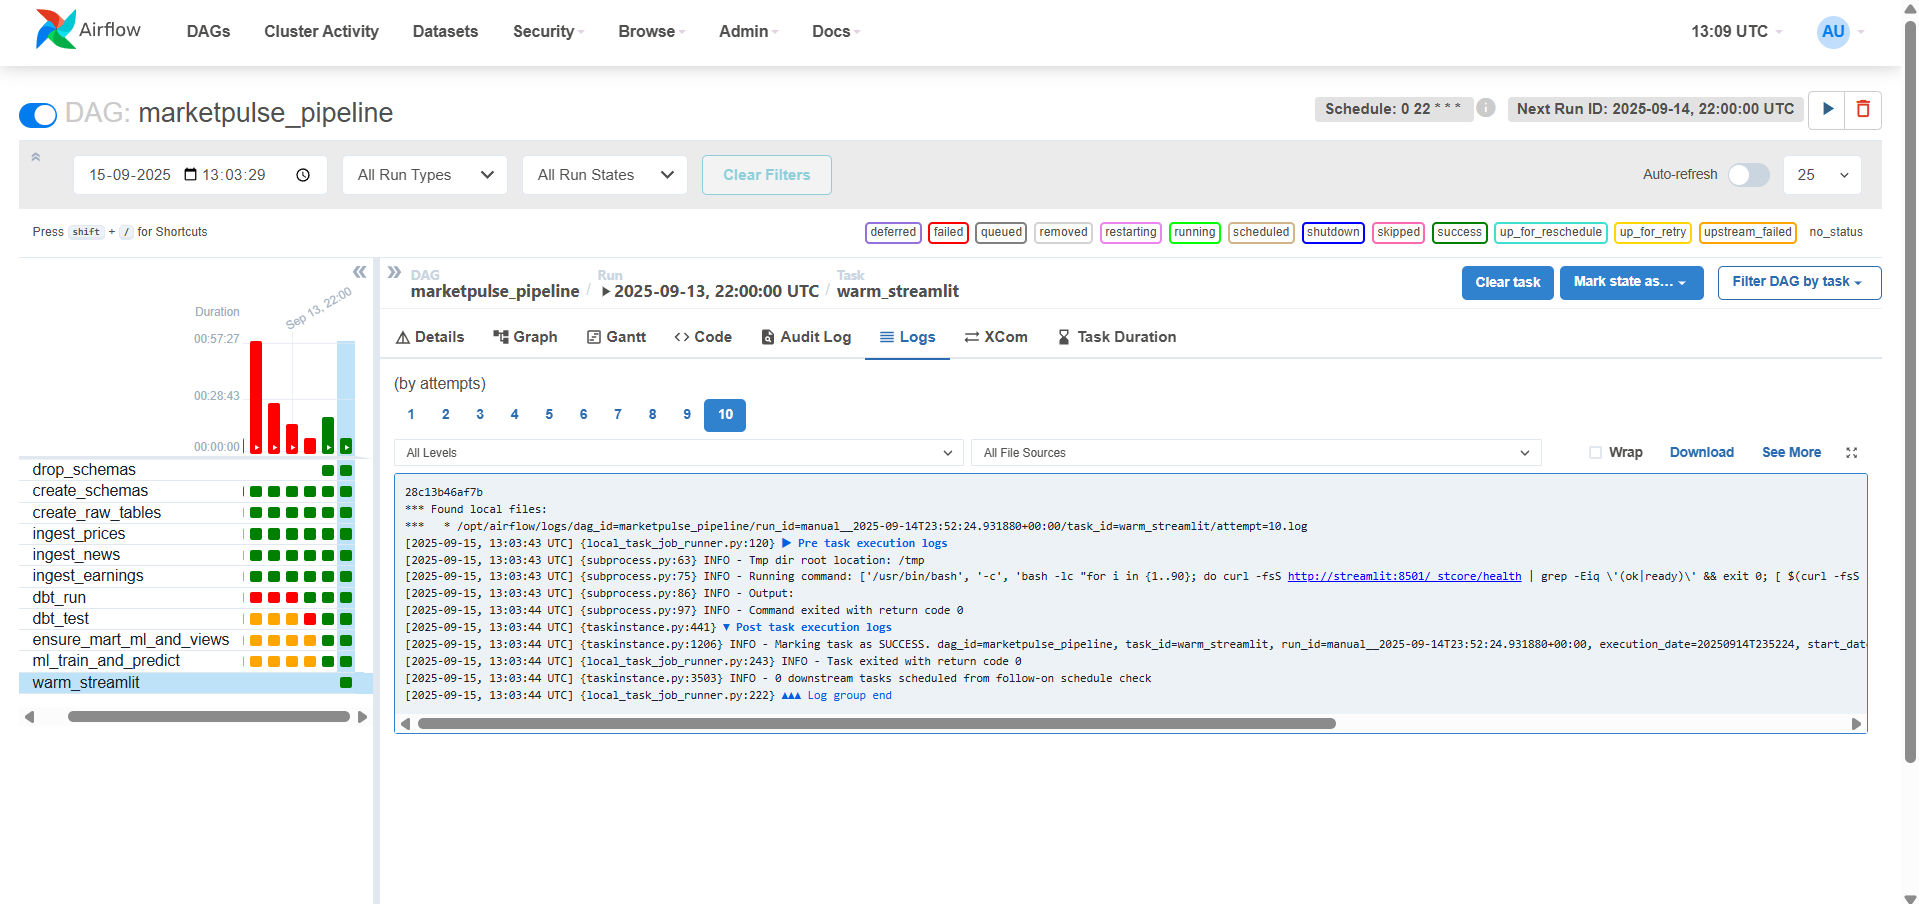 Airflow DAGs Cluster Activity Datasets Security Browse Admin Docs 13:09 UTC AU
DAG: marketpulse_pipeline Schedule: 0 22 * * * Next Run ID: 2025-09-14, 22:00:00 UTC
15-09-2025 13:03:29 All Run Types All Run States Clear Filters Auto-refresh 25
Press shift + / for Shortcuts deferred failed queued removed restarting running scheduled shutdown skipped success up_for_reschedule up_for_retry upstream_failed no_status
Duration
Sep 13, 22:00
00:57:27
00:28:43
00:00:00
drop_schemas
create_schemas
create_raw_tables
ingest_prices
ingest_news
ingest_earnings
dbt_run
dbt_test
ensure_mart_ml_and_views
ml_train_and_predict
warm_streamlit
DAG Run Task
marketpulse_pipeline / 2025-09-13, 22:00:00 UTC / warm_streamlit
Clear task Mark state as... Filter DAG by task
Details Graph Gantt Code Audit Log Logs XCom Task Duration
(by attempts)
1 2 3 4 5 6 7 8 9 10
All Levels All File Sources Wrap Download See More
28c13b46af7b
*** Found local files:
***   * /opt/airflow/logs/dag_id=marketpulse_pipeline/run_id=manual__2025-09-14T23:52:24.931880+00:00/task_id=warm_streamlit/attempt=10.log
[2025-09-15, 13:03:43 UTC] {local_task_job_runner.py:120} ▶ Pre task execution logs
[2025-09-15, 13:03:43 UTC] {subprocess.py:63} INFO - Tmp dir root location: /tmp
[2025-09-15, 13:03:43 UTC] {subprocess.py:75} INFO - Running command: ['/usr/bin/bash', '-c', 'bash -lc "for i in {1..90}; do curl -fsS http://streamlit:8501/_stcore/health | grep -Eiq \'(ok|ready)\' && exit 0; [ $(curl -fsS
[2025-09-15, 13:03:43 UTC] {subprocess.py:86} INFO - Output:
[2025-09-15, 13:03:44 UTC] {subprocess.py:97} INFO - Command exited with return code 0
[2025-09-15, 13:03:44 UTC] {taskinstance.py:441} ▼ Post task execution logs
[2025-09-15, 13:03:44 UTC] {taskinstance.py:1206} INFO - Marking task as SUCCESS. dag_id=marketpulse_pipeline, task_id=warm_streamlit, run_id=manual__2025-09-14T23:52:24.931880+00:00, execution_date=20250914T235224, start_dat
[2025-09-15, 13:03:44 UTC] {local_task_job_runner.py:243} INFO - Task exited with return code 0
[2025-09-15, 13:03:44 UTC] {taskinstance.py:3503} INFO - 0 downstream tasks scheduled from follow-on schedule check
[2025-09-15, 13:03:44 UTC] {local_task_job_runner.py:222} ▲▲▲ Log group end